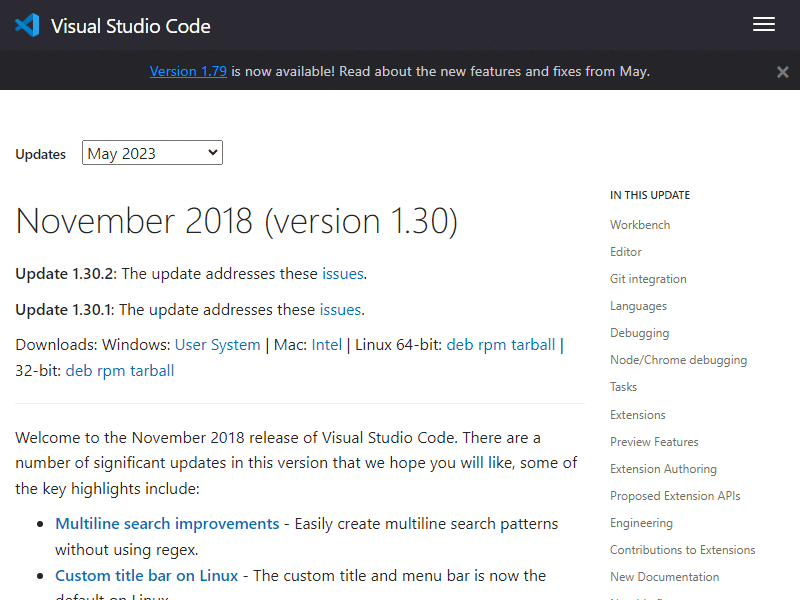 Visual Studio Code
Version 1.79 is now available! Read about the new features and fixes from May.
Updates
May 2023
November 2018 (version 1.30)
Update 1.30.2: The update addresses these issues.
Update 1.30.1: The update addresses these issues.
Downloads: Windows: User System | Mac: Intel | Linux 64-bit: deb rpm tarball |
32-bit: deb rpm tarball
Welcome to the November 2018 release of Visual Studio Code. There are a
number of significant updates in this version that we hope you will like, some of
the key highlights include:
Multiline search improvements - Easily create multiline search patterns
without using regex.
Custom title bar on Linux - The custom title and menu bar is now the
default on Linux.
IN THIS UPDATE
Workbench
Editor
Git integration
Languages
Debugging
Node/Chrome debugging
Tasks
Extensions
Preview Features
Extension Authoring
Proposed Extension APIs
Engineering
Contributions to Extensions
New Documentation